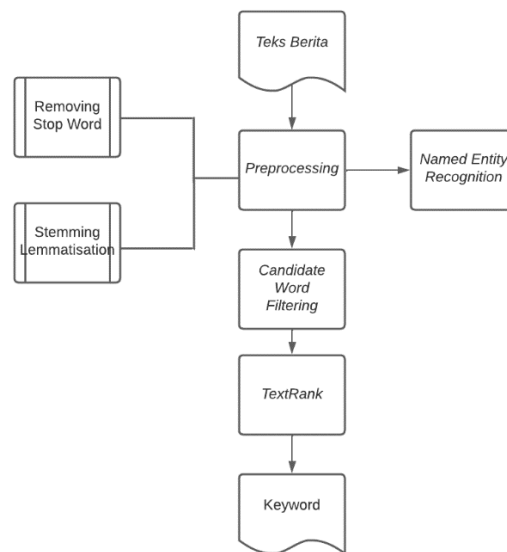 Teks Berita
Removing
Stop Word
Preprocessing
Named Entity
Recognition
Stemming
Lemmatisation
Candidate
Word
Filtering
TextRank
Keyword